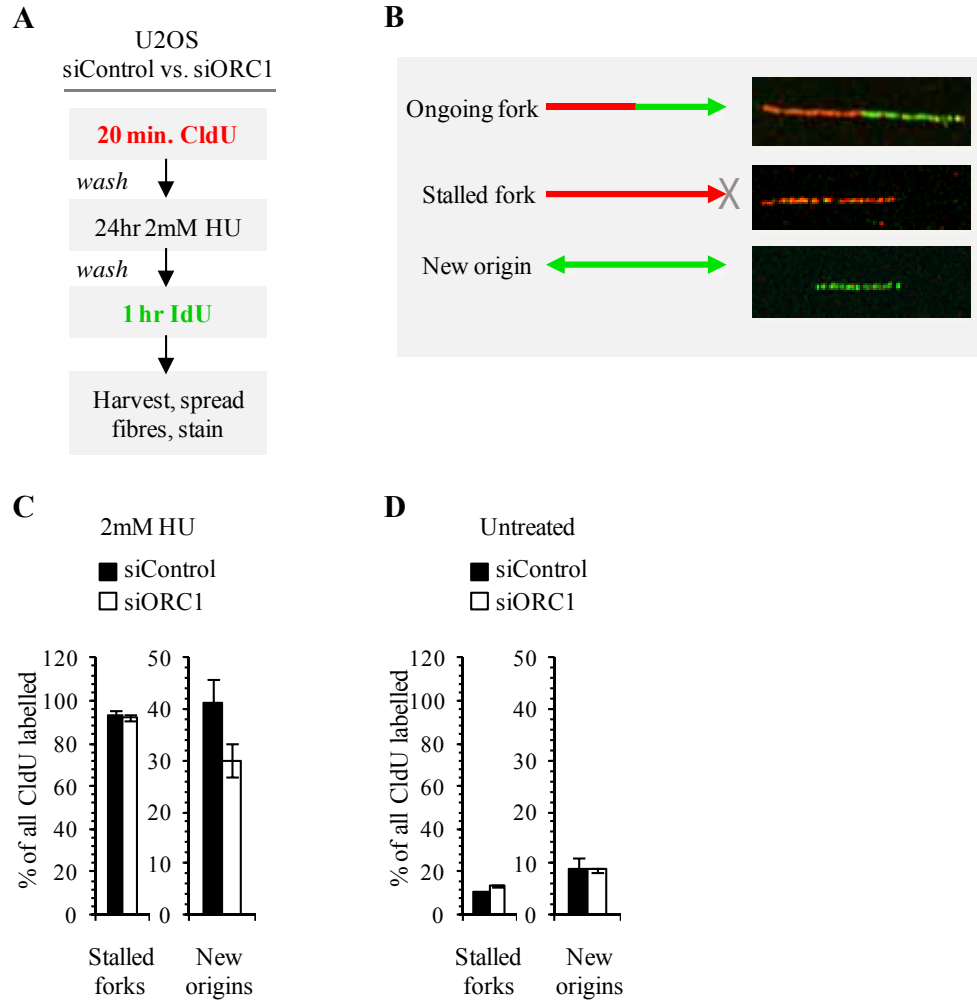 A
U2OS
siControl vs. siORC1
20 min. CldU
wash
24hr 2mM HU
wash
1 hr IdU
Harvest, spread
fibres, stain
B
Ongoing fork
Stalled fork
X
New origin
C
2mM HU
siControl
siORC1
% of all CldU labelled
120
100
80
60
40
20
0
50
40
30
20
10
0
Stalled
forks
New
origins
D
Untreated
siControl
siORC1
% of all CldU labelled
120
100
80
60
40
20
0
50
40
30
20
10
0
Stalled
forks
New
origins